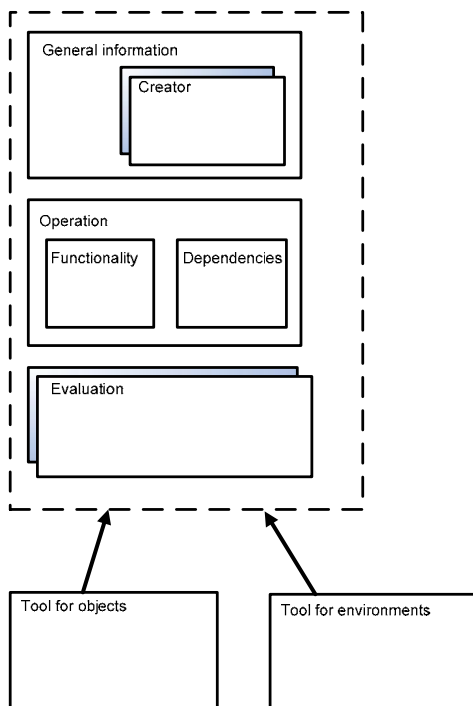 General information
Creator
Operation
Functionality
Dependencies
Evaluation
Tool for objects
Tool for environments